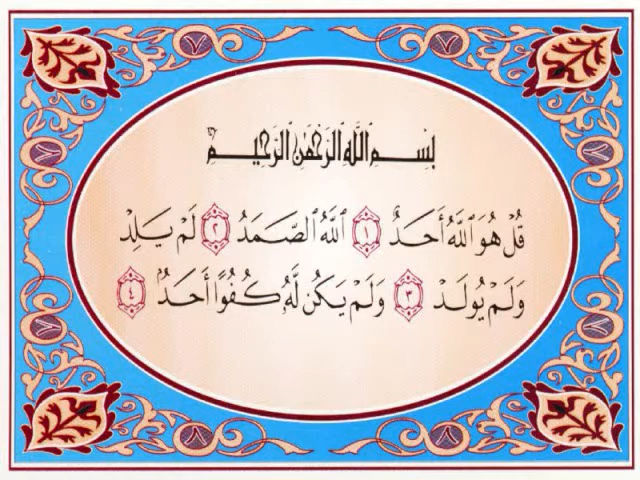 بِسْمِ ٱللَّهِ ٱلرَّحْمَٰنِ ٱلرَّحِيمِ
قُلْ هُوَ ٱللَّهُ أَحَدٌ ١ ٱللَّهُ ٱلصَّمَدُ ٢ لَمْ يَلِدْ
وَلَمْ يُولَدْ ٣ وَلَمْ يَكُن لَّهُۥ كُفُوًا أَحَدٌۢ ٤